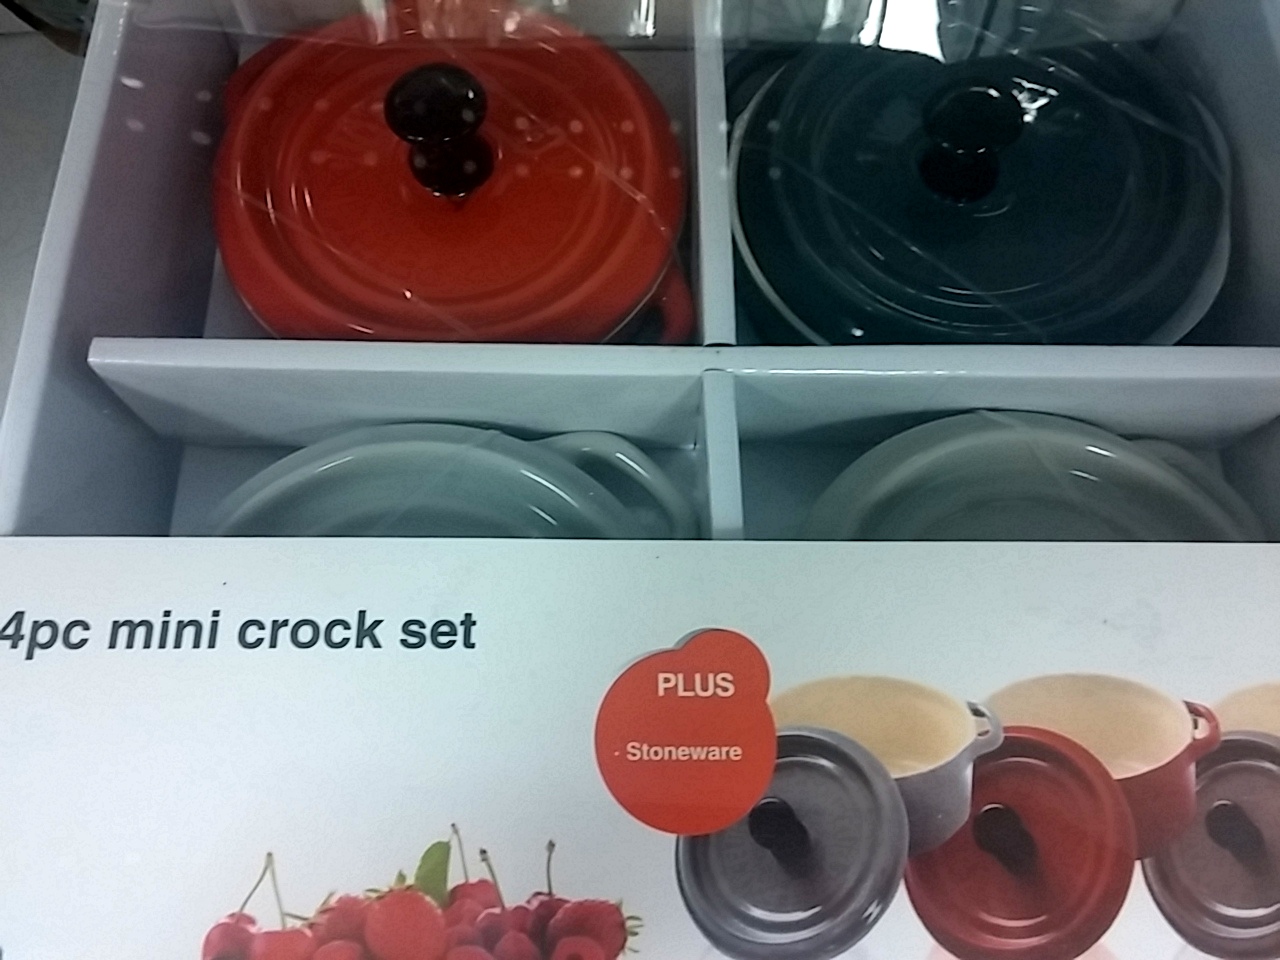 4pc mini crock set
PLUS
- Stoneware